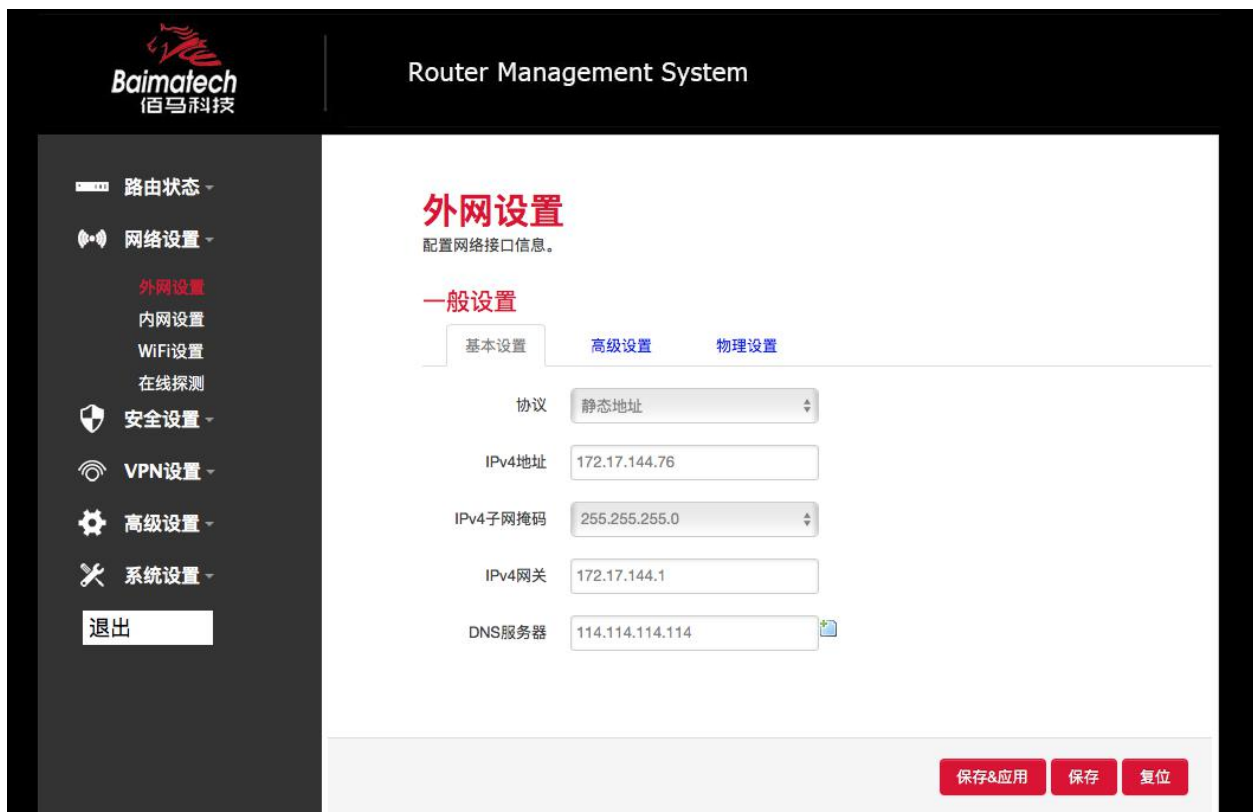 Baimatech
佰马科技
Router Management System
路由状态
网络设置
外网设置
内网设置
WiFi设置
在线探测
安全设置
VPN设置
高级设置
系统设置
退出
外网设置
配置网络接口信息。
一般设置
基本设置 高级设置 物理设置
协议 静态地址
IPv4地址 172.17.144.76
IPv4子网掩码 255.255.255.0
IPv4网关 172.17.144.1
DNS服务器 114.114.114.114
保存&应用 保存 复位